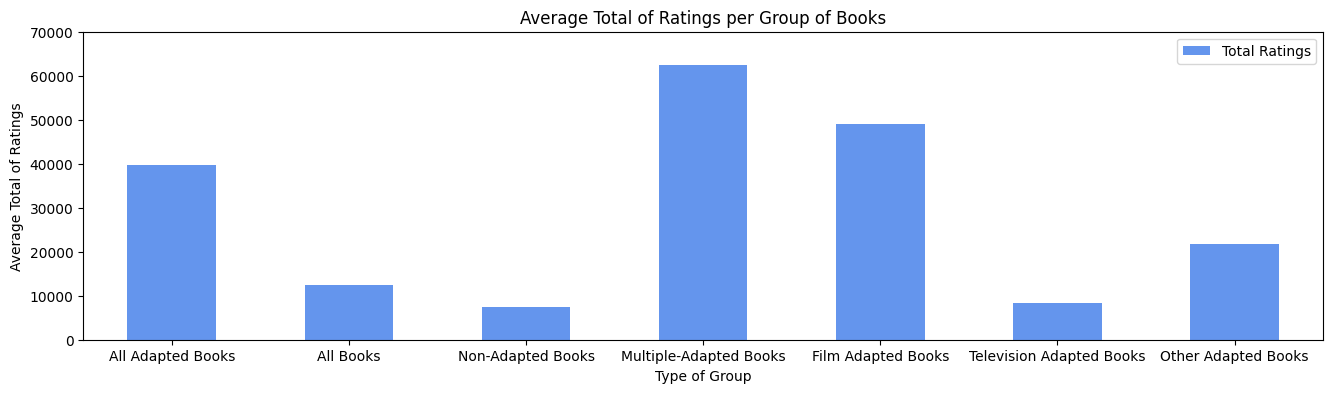 Average Total of Ratings per Group of Books
Total Ratings
Average Total of Ratings
70000
60000
50000
40000
30000
20000
10000
0
All Adapted Books
All Books
Non-Adapted Books
Multiple-Adapted Books
Film Adapted Books
Television Adapted Books
Other Adapted Books
Type of Group